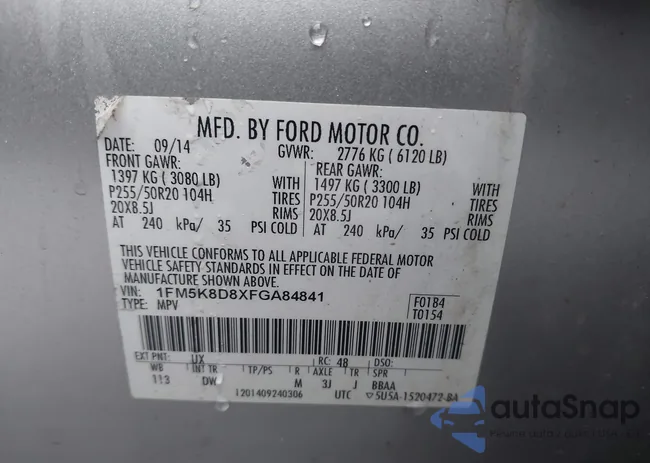 MFD. BY FORD MOTOR CO.
DATE: 09/14 GVWR: 2776 KG ( 6120 LB)
FRONT GAWR: REAR GAWR:
1397 KG ( 3080 LB) WITH 1497 KG ( 3300 LB) WITH
P255/50R20 104H TIRES P255/50R20 104H TIRES
20X8.5J RIMS 20X8.5J RIMS
AT 240 kPa/ 35 PSI COLD AT 240 kPa/ 35 PSI COLD
THIS VEHICLE CONFORMS TO ALL APPLICABLE FEDERAL MOTOR
VEHICLE SAFETY STANDARDS IN EFFECT ON THE DATE OF
MANUFACTURE SHOWN ABOVE.
VIN: 1FM5K8D8XFGA84841 F0184
TYPE: MPV T0154
EXT PNT: UX RC: 48 DSO:
WB INT TR TP/PS R AXLE TR SPR
113 DW M 3J J BBAA
1201409240306 UTC ▽5U5A-1520472-BA
autoSnap